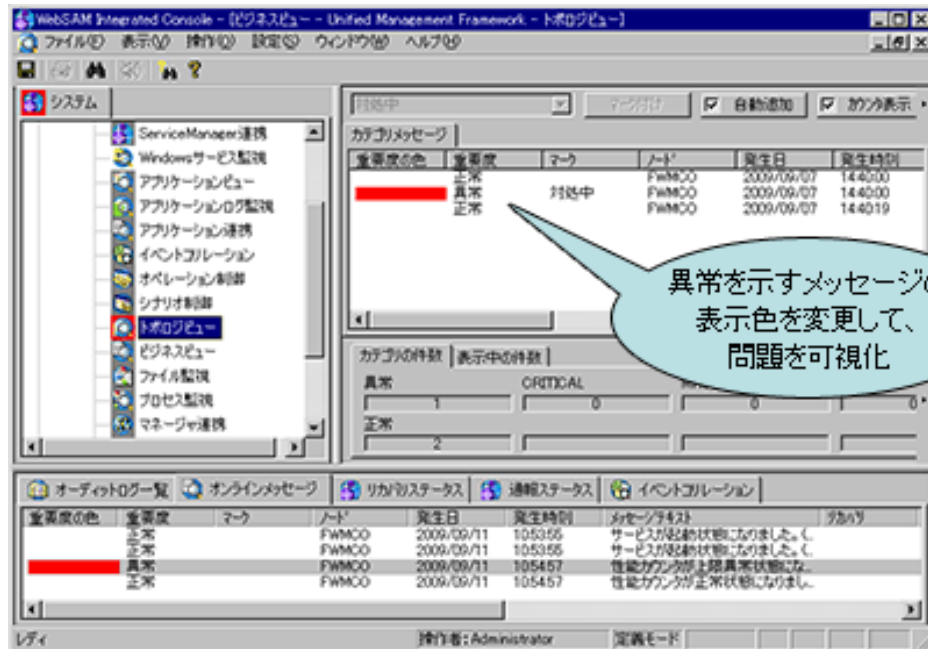 WebSAM Integrated Console - [ビジネスビュー - Unified Management Framework. - トポロジビュー]
ファイル(F) 表示(V) 操作(O) 設定(S) ウィンドウ(W) ヘルプ(H)
システム
ServiceManager連携
Windowsサービス監視
アプリケーションビュー
アプリケーションログ監視
アプリケーション連携
イベントコリレーション
オペレーション制御
シナリオ制御
トポロジビュー
ビジネスビュー
ファイル監視
プロセス監視
マネージャ連携
対処中 マーク付け 自動追加 カウンタ表示
カテゴリメッセージ
重要度の色 重要度 マーク ノード 発生日 発生時刻
正常 FWMCO 2009/09/07 14:40:00
異常 対処中 FWMCO 2009/09/07 14:40:00
正常 FWMCO 2009/09/07 14:40:19
異常を示すメッセージの
表示色を変更して、
問題を可視化
カテゴリの件数 表示中の件数
異常 CRITICAL
1 0 0 0
正常
2
オーディットログ一覧 オンラインメッセージ リカバリステータス 通報ステータス イベントコリレーション
重要度の色 重要度 マーク ノード 発生日 発生時刻 メッセージテキスト リカバリ
正常 FWMCO 2009/09/11 10:53:55 サービスが起動状態になりました。く..
正常 FWMCO 2009/09/11 10:53:55 サービスが起動状態になりました。く..
異常 FWMCO 2009/09/11 10:54:57 性能カウンタが上限異常状態にな..
正常 FWMCO 2009/09/11 10:54:57 性能カウンタが正常状態になりまし..
レディ 操作者:Administrator 定義モード